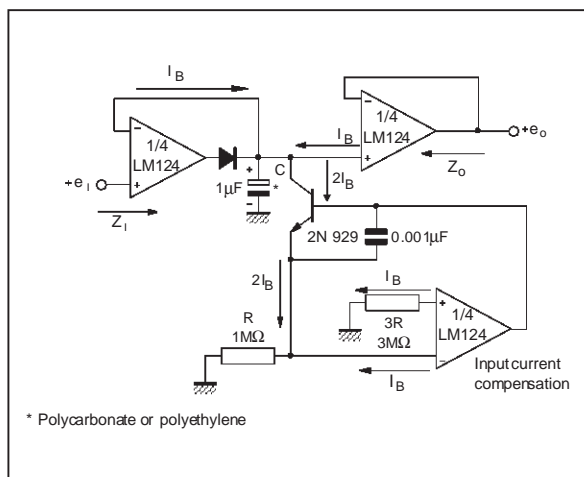 I B
1/4
LM124
+e I
Z I
+
1µF
*
C
2I B
I B
1/4
LM124
+e o
Z o
2N 929
0.001µF
2I B
R
1MΩ
I B
3R
3MΩ
1/4
LM124
I B
Input current
compensation
* Polycarbonate or polyethylene